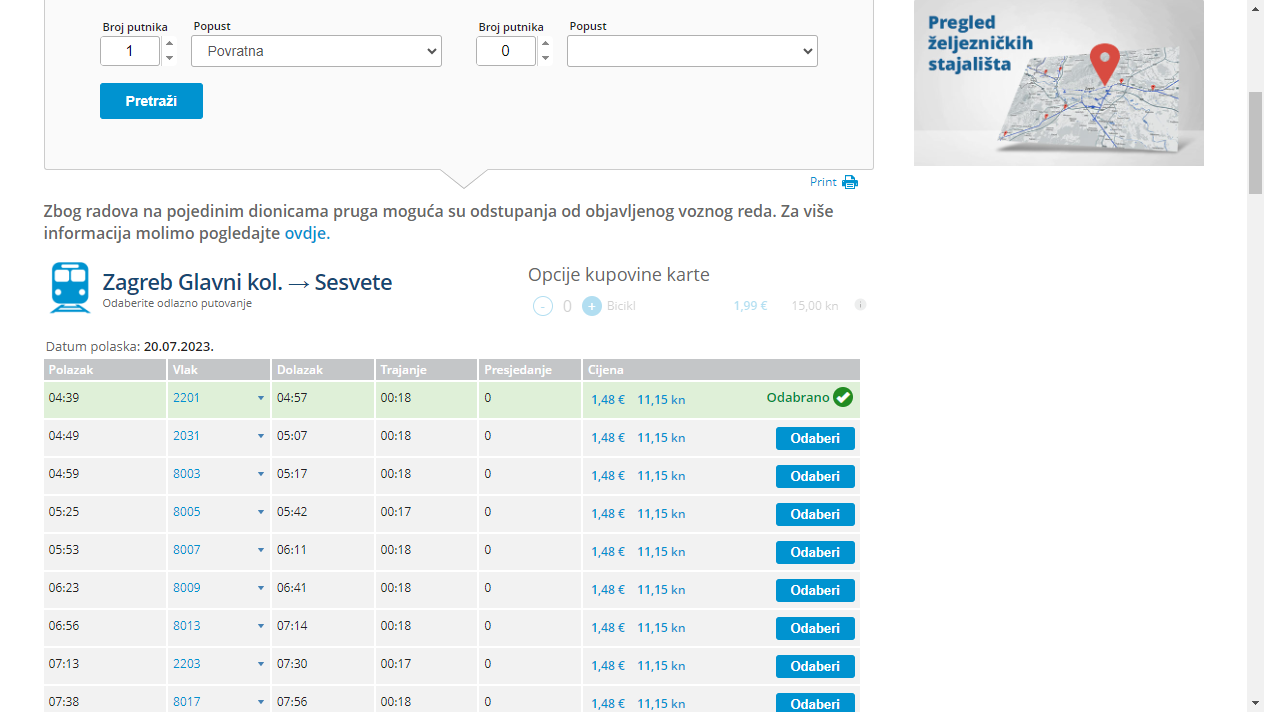 Broj putnika Popust Broj putnika Popust
1 Povratna 0
Pretraži
Pregled
željezničkih
stajališta
Print
Zbog radova na pojedinim dionicama pruga moguća su odstupanja od objavljenog voznog reda. Za više
informacija molimo pogledajte ovdje.
Zagreb Glavni kol. → Sesvete
Odaberite odlazno putovanje
Opcije kupovine karte
- 0 + Bicikl 1,99 € 15,00 kn i
Datum polaska: 20.07.2023.
Polazak Vlak Dolazak Trajanje Presjedanje Cijena
04:39 2201 04:57 00:18 0 1,48 € 11,15 kn Odabrano
04:49 2031 05:07 00:18 0 1,48 € 11,15 kn Odaberi
04:59 8003 05:17 00:18 0 1,48 € 11,15 kn Odaberi
05:25 8005 05:42 00:17 0 1,48 € 11,15 kn Odaberi
05:53 8007 06:11 00:18 0 1,48 € 11,15 kn Odaberi
06:23 8009 06:41 00:18 0 1,48 € 11,15 kn Odaberi
06:56 8013 07:14 00:18 0 1,48 € 11,15 kn Odaberi
07:13 2203 07:30 00:17 0 1,48 € 11,15 kn Odaberi
07:38 8017 07:56 00:18 0 1,48 € 11,15 kn Odaberi